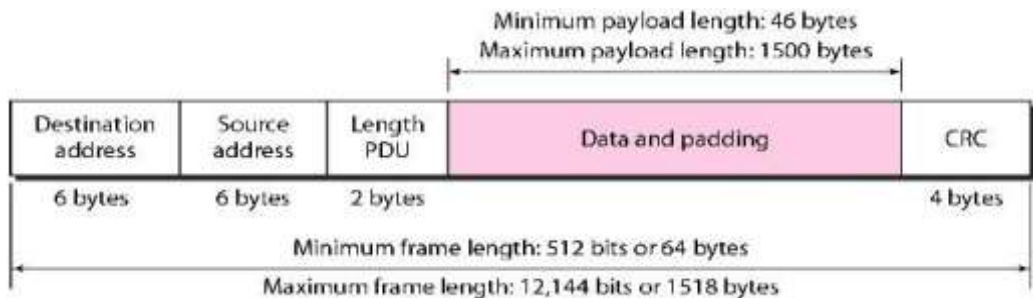 Minimum payload length: 46 bytes
Maximum payload length: 1500 bytes
Destination address
Source address
Length PDU
Data and padding
CRC
6 bytes
6 bytes
2 bytes
4 bytes
Minimum frame length: 512 bits or 64 bytes
Maximum frame length: 12,144 bits or 1518 bytes